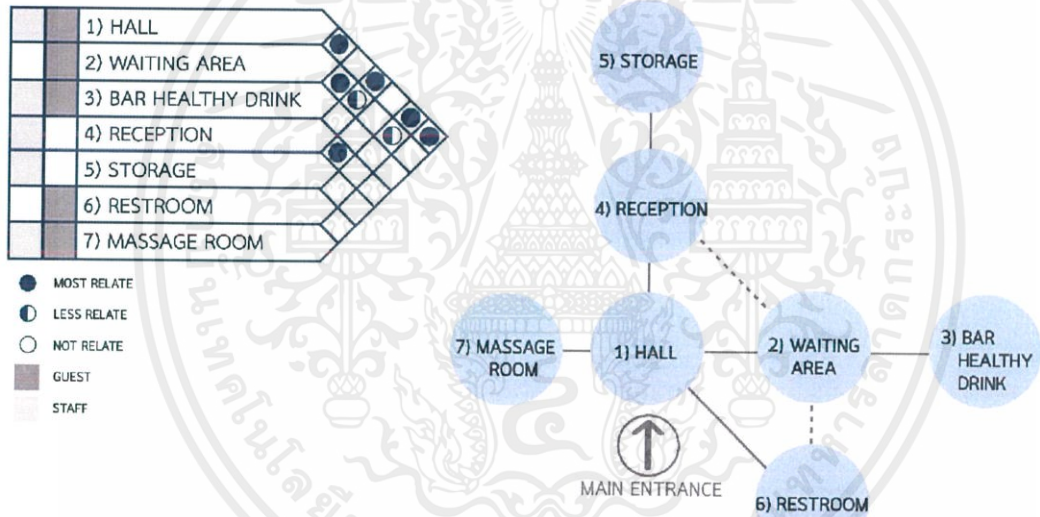 1) HALL
2) WAITING AREA
3) BAR HEALTHY DRINK
4) RECEPTION
5) STORAGE
6) RESTROOM
7) MASSAGE ROOM
MOST RELATE
LESS RELATE
NOT RELATE
GUEST
STAFF
5) STORAGE
4) RECEPTION
7) MASSAGE
ROOM
1) HALL
2) WAITING
AREA
3) BAR
HEALTHY
DRINK
MAIN ENTRANCE
6) RESTROOM